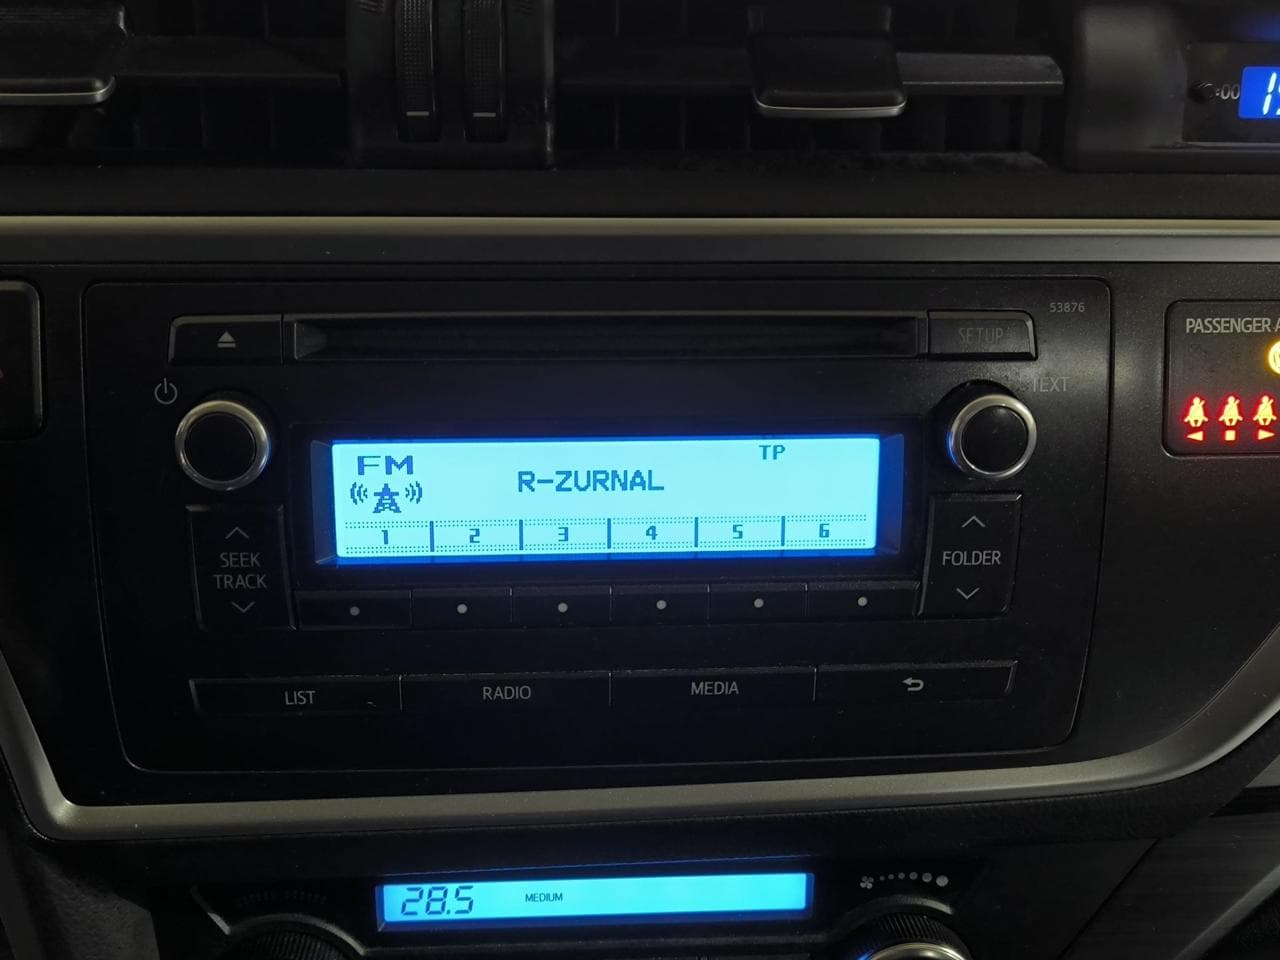 :00
53876
SETUP
TEXT
PASSENGER
FM
TP
R-ZURNAL
1 2 3 4 5 6
SEEK
TRACK
FOLDER
LIST
RADIO
MEDIA
28.5
MEDIUM